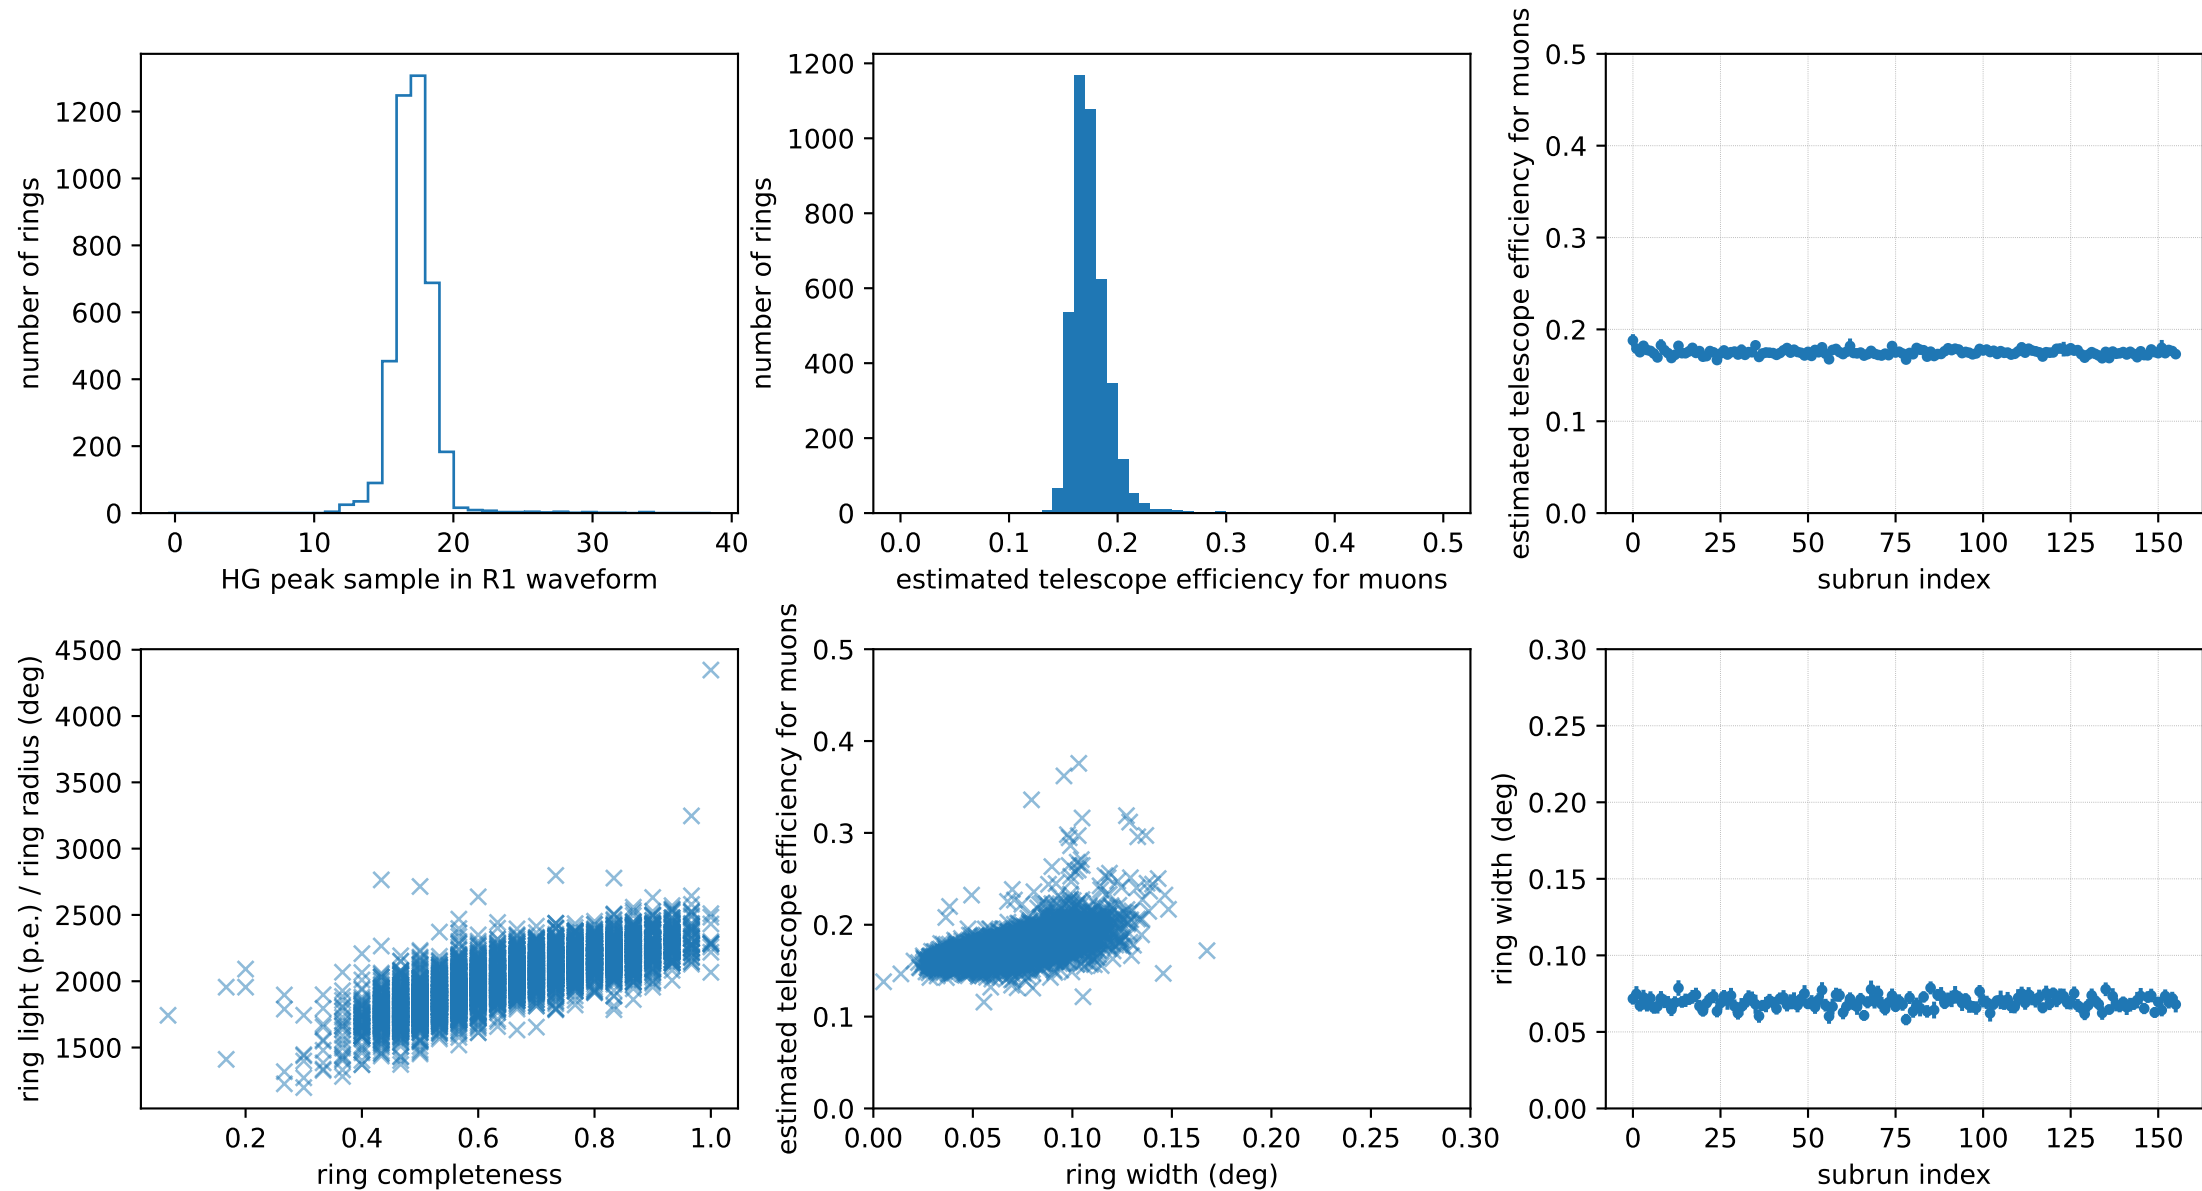 number of rings
1200
1000
800
600
400
200
0
0 10 20 30 40
HG peak sample in R1 waveform
number of rings
1200
1000
800
600
400
200
0
0.0 0.1 0.2 0.3 0.4 0.5
estimated telescope efficiency for muons
estimated telescope efficiency for muons
0.5
0.4
0.3
0.2
0.1
0.0
0 25 50 75 100 125 150
subrun index
ring light (p.e.) / ring radius (deg)
4500
4000
3500
3000
2500
2000
1500
0.2 0.4 0.6 0.8 1.0
ring completeness
estimated telescope efficiency for muons
0.5
0.4
0.3
0.2
0.1
0.0
0.00 0.05 0.10 0.15 0.20 0.25 0.30
ring width (deg)
ring width (deg)
0.30
0.25
0.20
0.15
0.10
0.05
0.00
0 25 50 75 100 125 150
subrun index